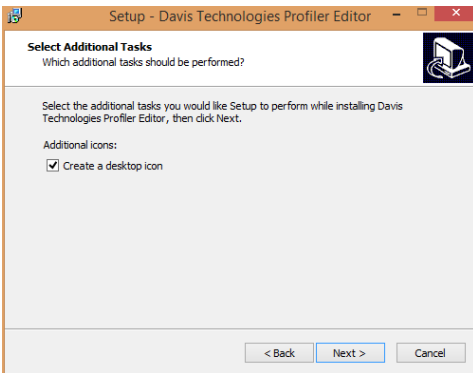 Setup - Davis Technologies Profiler Editor
Select Additional Tasks
Which additional tasks should be performed?
Select the additional tasks you would like Setup to perform while installing Davis
Technologies Profiler Editor, then click Next.
Additional icons:
Create a desktop icon
< Back
Next >
Cancel